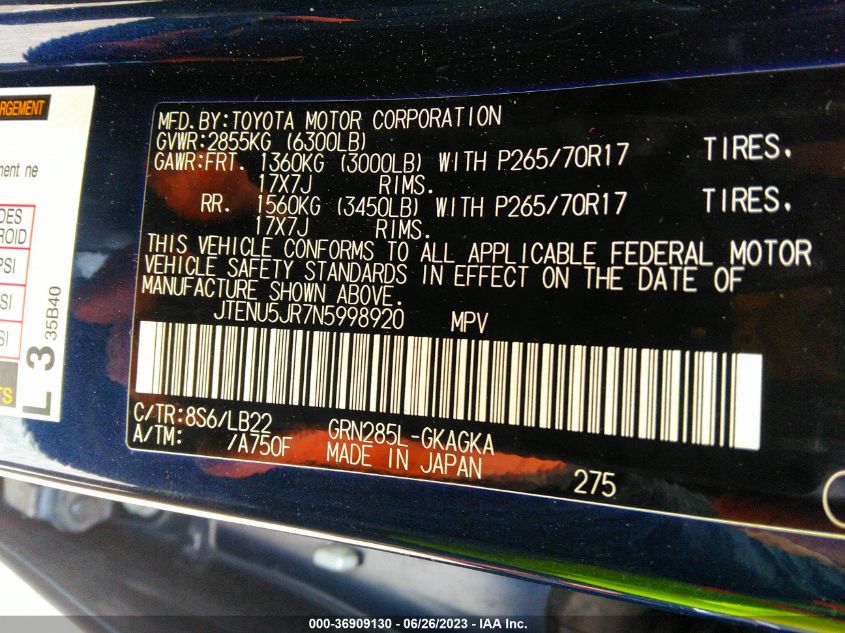 RGEMENT
ment ne
DES
ROID
PSI
SI
SI
TS
L 3
35B40
MFD.BY:TOYOTA MOTOR CORPORATION
GVWR:2855KG (6300LB)
GAWR:FRT. 1360KG (3000LB) WITH P265/70R17 TIRES.
17X7J RIMS.
RR. 1560KG (3450LB) WITH P265/70R17 TIRES.
17X7J RIMS.
THIS VEHICLE CONFORMS TO ALL APPLICABLE FEDERAL MOTOR
VEHICLE SAFETY STANDARDS IN EFFECT ON THE DATE OF
MANUFACTURE SHOWN ABOVE.
JTENU5JR7N5998920 MPV
C/TR:8S6/LB22 GRN285L-GKAGKA
A/TM: /A750F MADE IN JAPAN
275
000-36909130 - 06/26/2023 - IAA Inc.